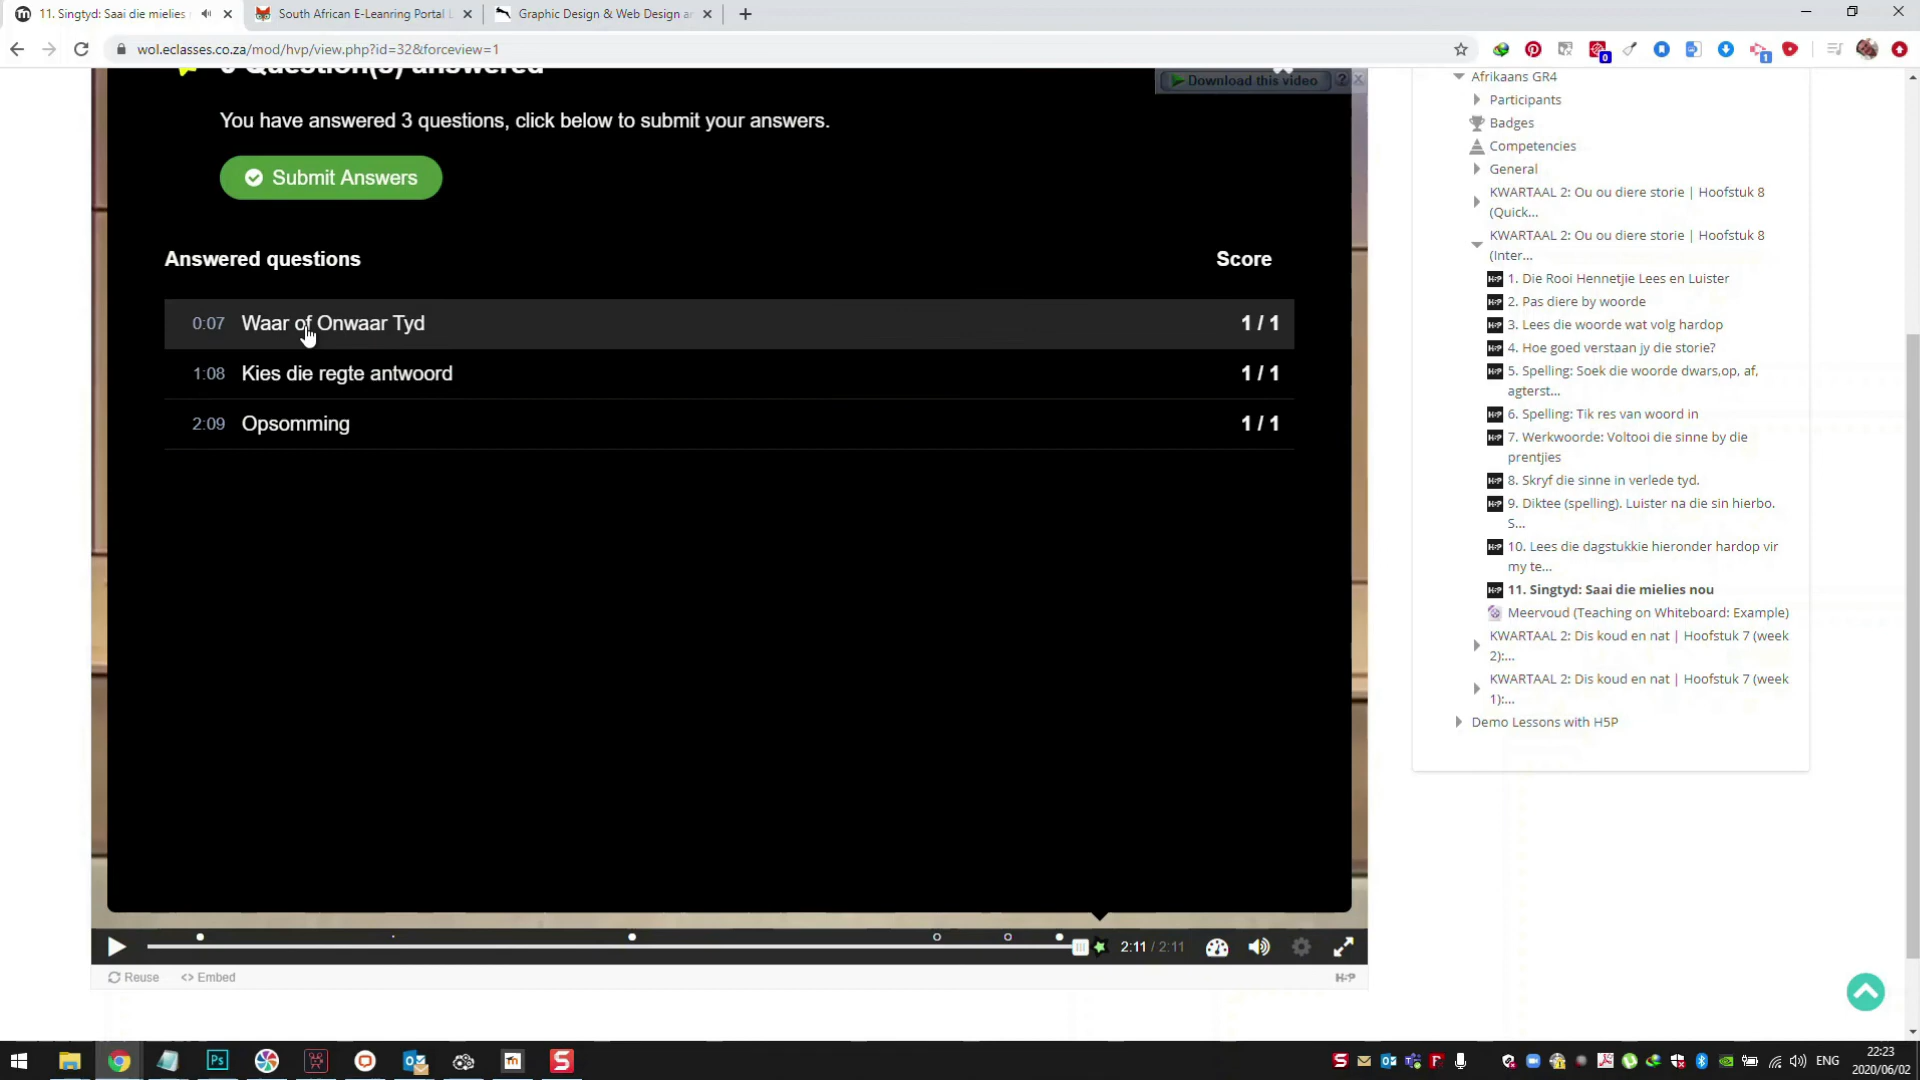 11. Singtyd: Saai die mielies
South African E-Leanring Portal
Graphic Design & Web Design a
wol.eclasses.co.za/mod/hvp/view.php?id=32&forceview=1
Question(s) answered
Download this video
You have answered 3 questions, click below to submit your answers.
Submit Answers
Answered questions Score
0:07 Waar of Onwaar Tyd 1 / 1
1:08 Kies die regte antwoord 1 / 1
2:09 Opsomming 1 / 1
2:11 / 2:11
Reuse <> Embed
H5P
Afrikaans GR4
Participants
Badges
Competencies
General
KWARTAAL 2: Ou ou diere storie | Hoofstuk 8
(Quick...
KWARTAAL 2: Ou ou diere storie | Hoofstuk 8
(Inter...
1. Die Rooi Hennetjie Lees en Luister
2. Pas diere by woorde
3. Lees die woorde wat volg hardop
4. Hoe goed verstaan jy die storie?
5. Spelling: Soek die woorde dwars,op, af,
agterst...
6. Spelling: Tik res van woord in
7. Werkwoorde: Voltooi die sinne by die
prentjies
8. Skryf die sinne in verlede tyd.
9. Diktee (spelling). Luister na die sin hierbo.
S...
10. Lees die dagstukkie hieronder hardop vir
my te...
11. Singtyd: Saai die mielies nou
Meervoud (Teaching on Whiteboard: Example)
KWARTAAL 2: Dis koud en nat | Hoofstuk 7 (week
2):...
KWARTAAL 2: Dis koud en nat | Hoofstuk 7 (week
1):...
Demo Lessons with H5P
ENG
22:23
2020/06/02